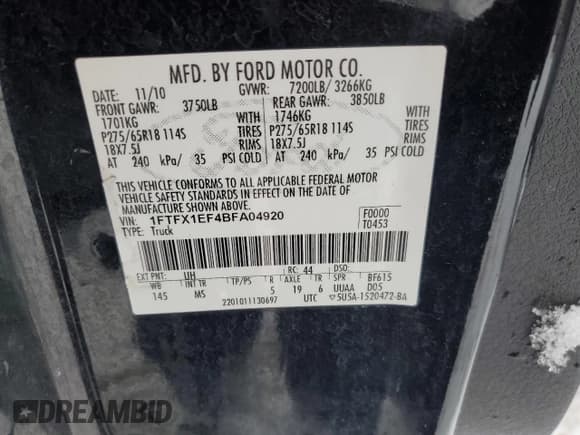 MFD. BY FORD MOTOR CO.
DATE: 11/10 GVWR: 7200LB/ 3266KG
FRONT GAWR: 3750LB REAR GAWR: 3850LB
1701KG WITH 1746KG WITH
P275/65R18 114S TIRES P275/65R18 114S TIRES
18X7.5J RIMS 18X7.5J RIMS
AT 240 kPa/ 35 PSI COLD AT 240 kPa/ 35 PSI COLD
THIS VEHICLE CONFORMS TO ALL APPLICABLE FEDERAL MOTOR
VEHICLE SAFETY STANDARDS IN EFFECT ON THE DATE OF
MANUFACTURE SHOWN ABOVE.
VIN: 1FTFX1EF4BFA04920 F0000
TYPE: Truck T0453
EXT PNT: UH RC: 44 DSO:
WB INT TR TP/PS R AXLE TR SPR BF615
145 MS 5 19 6 UUAA D05
2201011130697 UTC ▽5U5A-1520472-BA
DREAMBID